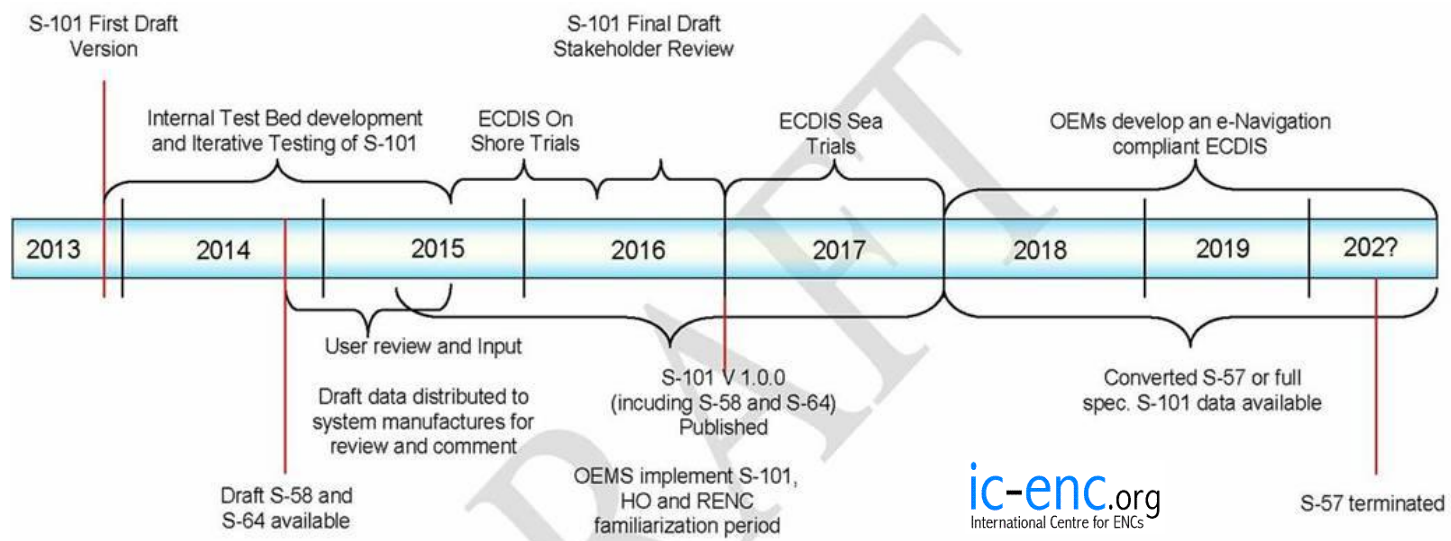 S-101 First Draft
Version
S-101 Final Draft
Stakeholder Review
Internal Test Bed development
and Iterative Testing of S-101
ECDIS On
Shore Trials
ECDIS Sea
Trials
OEMs develop an e-Navigation
compliant ECDIS
2013
2014
2015
2016
2017
2018
2019
202?
User review and Input
Draft data distributed to
system manufactures for
review and comment
Draft S-58 and
S-64 available
S-101 V 1.0.0
(incuding S-58 and S-64)
Published
OEMS implement S-101,
HO and RENC
familiarization period
Converted S-57 or full
spec. S-101 data available
S-57 terminated
ic-enc.org
International Centre for ENCs
RAFT